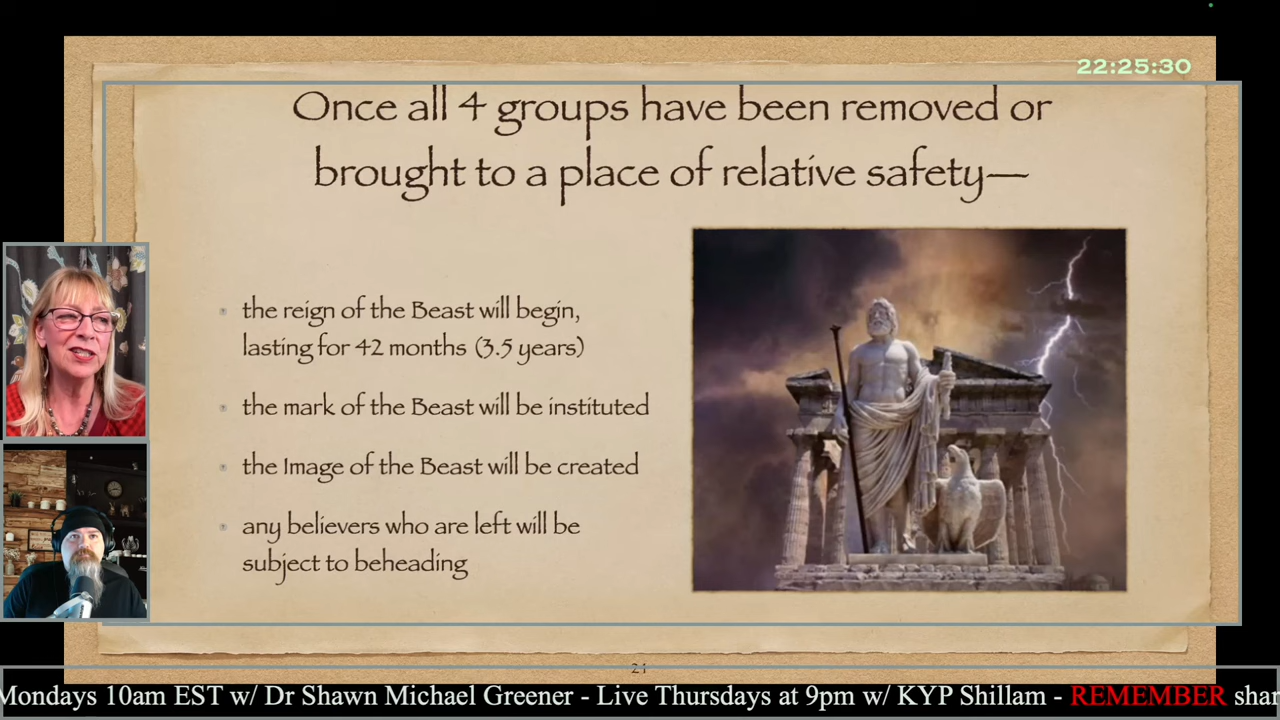 22:25:30
Once all 4 groups have been removed or
brought to a place of relative safety—
the reign of the Beast will begin,
lasting for 42 months (3.5 years)
the mark of the Beast will be instituted
the Image of the Beast will be created
any believers who are left will be
subject to beheading
Mondays 10am EST w/ Dr Shawn Michael Greener - Live Thursdays at 9pm w/ KYP Shillam - REMEMBER shar